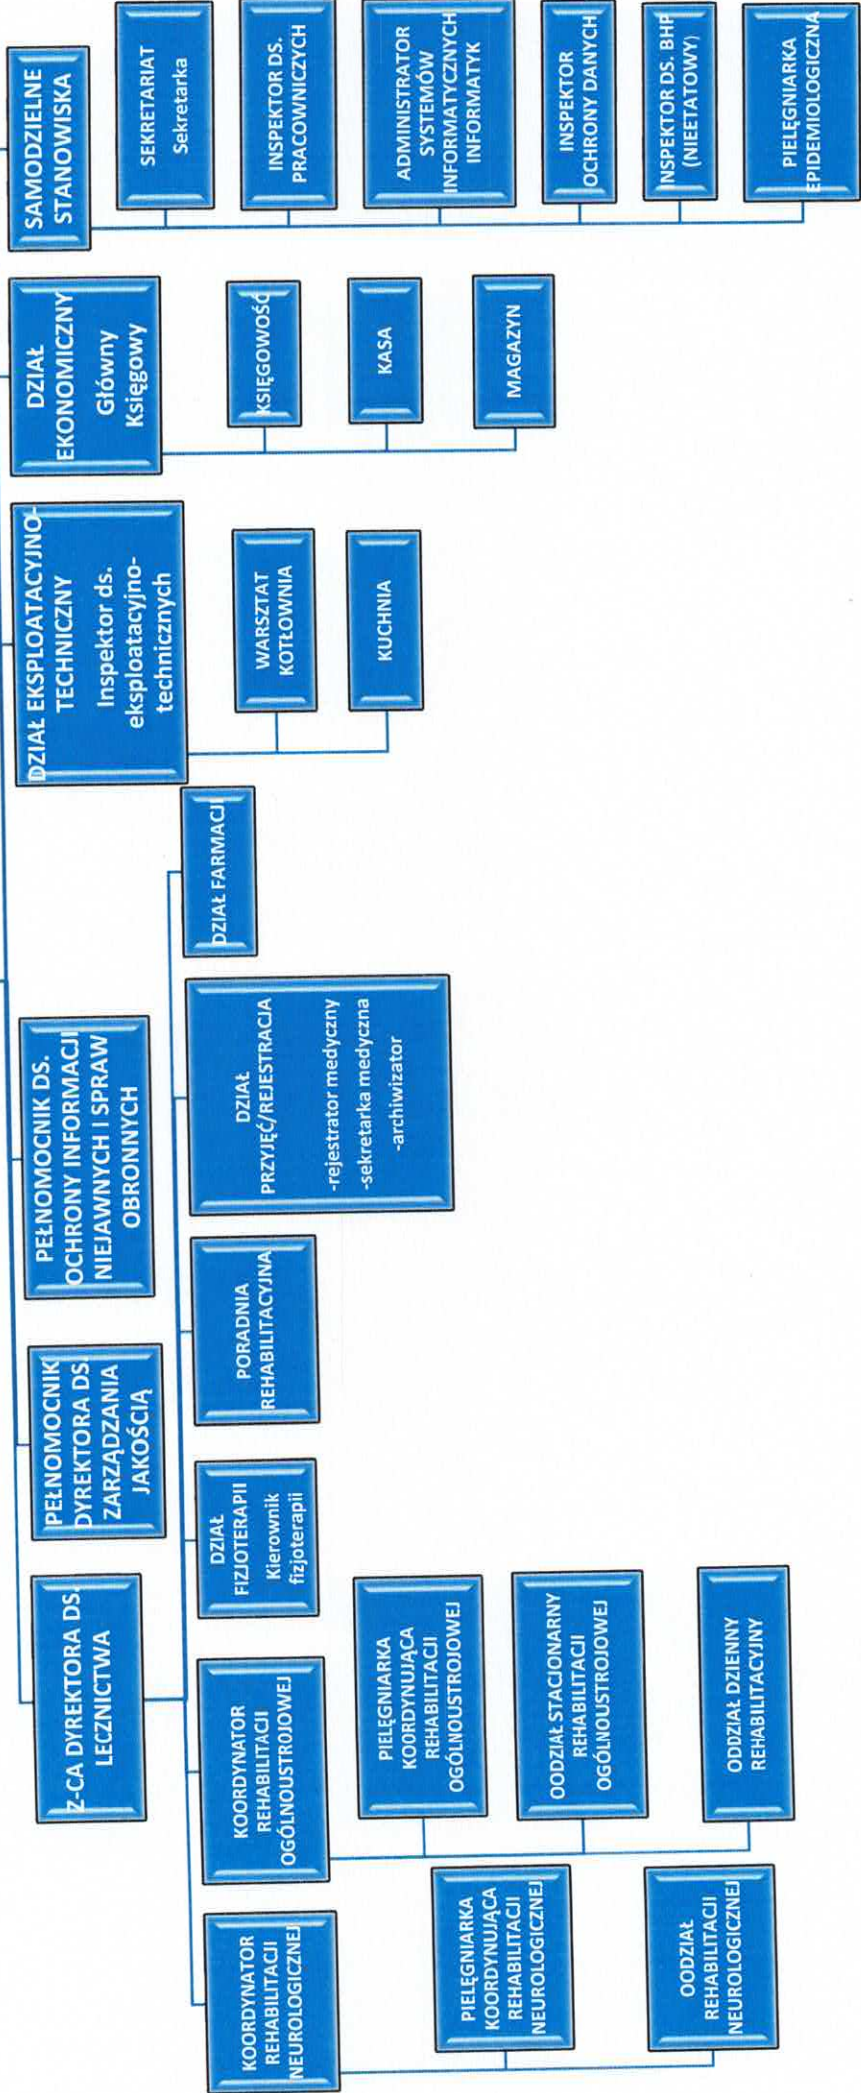 Z-CA DYREKTORA DS.
LECZNICTWA
PEŁNOMOCNIK
DYREKTORA DS.
ZARZĄDZANIA
JAKOŚCIĄ
PEŁNOMOCNIK DS.
OCHRONY INFORMACJI
NIEJAWNYCH I SPRAW
OBRONNYCH
DZIAŁ EKSPLOATACYJNO-
TECHNICZNY
Inspektor ds.
eksploatacyjno-
technicznych
DZIAŁ
EKONOMICZNY
Główny
Księgowy
SAMODZIELNE
STANOWISKA
KOORDYNATOR
REHABILITACJI
NEUROLOGICZNEJ
PIELĘGNIARKA
KOORDYNUJĄCA
REHABILITACJI
NEUROLOGICZNEJ
OODZIAŁ
REHABILITACJI
NEUROLOGICZNEJ
KOORDYNATOR
REHABILITACJI
OGÓLNOUSTROJOWEJ
PIELĘGNIARKA
KOORDYNUJĄCA
REHABILITACJI
OGÓLNOUSTROJOWEJ
OODZIAŁ STACJONARNY
REHABILITACJI
OGÓLNOUSTROJOWEJ
ODDZIAŁ DZIENNY
REHABILITACYJNY
DZIAŁ
FIZJOTERAPII
Kierownik
fizjoterapii
PORADNIA
REHABILITACYJNA
DZIAŁ
PRZYJĘĆ/REJESTRACJA
-rejestrator medyczny
-sekretarka medyczna
-archiwizator
DZIAŁ FARMACJI
WARSZTAT
KOTŁOWNIA
KUCHNIA
KSIĘGOWOŚĆ
KASA
MAGAZYN
SEKRETARIAT
Sekretarka
INSPEKTOR DS.
PRACOWNICZYCH
ADMINISTRATOR
SYSTEMÓW
INFORMATYCZNYCH
INFORMATYK
INSPEKTOR
OCHRONY DANYCH
INSPEKTOR DS. BHP
(NIEETATOWY)
PIELĘGNIARKA
EPIDEMIOLOGICZNA